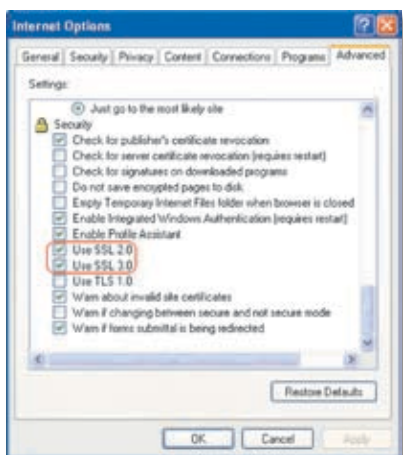 Internet Options
General Security Privacy Content Connections Programs Advanced
Settings:
Just go to the most likely site
Security
Check for publisher's certificate revocation
Check for server certificate revocation (requires restart)
Check for signatures on downloaded programs
Do not save encrypted pages to disk
Empty Temporary Internet Files folder when browser is closed
Enable Integrated Windows Authentication (requires restart)
Enable Profile Assistant
Use SSL 2.0
Use SSL 3.0
Use TLS 1.0
Warn about invalid site certificates
Warn if changing between secure and not secure mode
Warn if forms submittal is being redirected
Restore Defaults
OK Cancel Apply